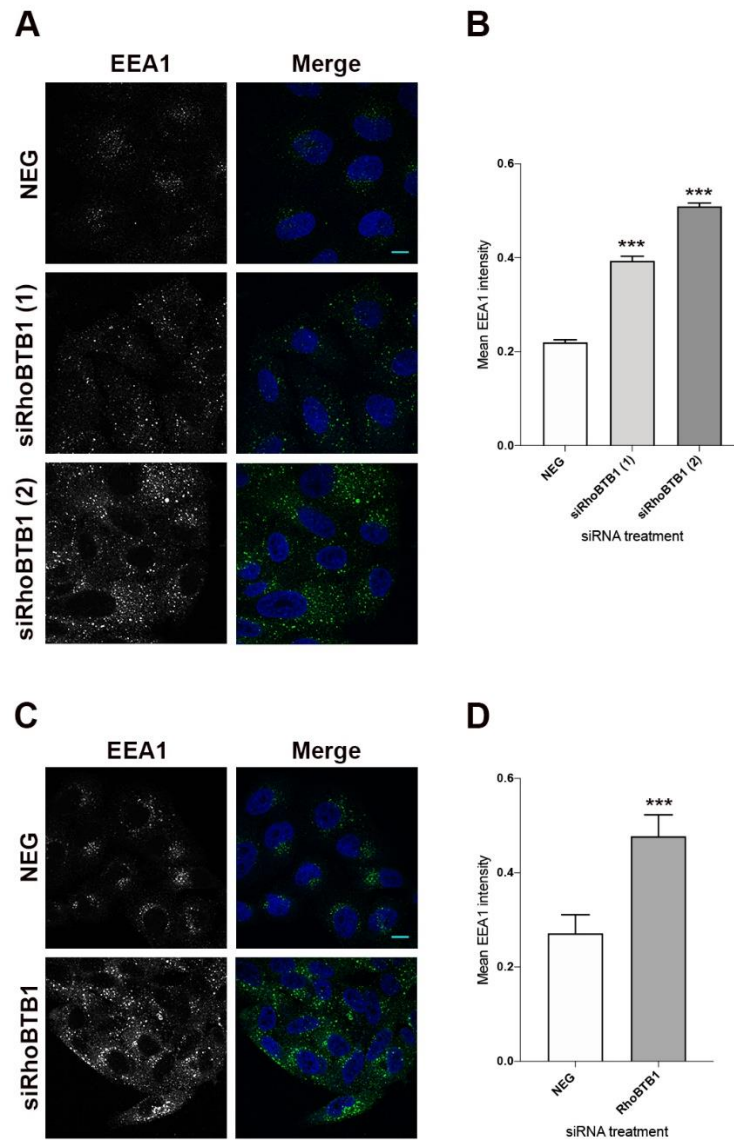 A
EEA1 Merge
NEG
siRhoBTB1 (1)
siRhoBTB1 (2)
B
Mean EEA1 intensity
0.6
0.4
0.2
0.0
***
***
NEG
siRhoBTB1 (1)
siRhoBTB1 (2)
siRNA treatment
C
EEA1 Merge
NEG
siRhoBTB1
D
Mean EEA1 intensity
0.6
0.4
0.2
0.0
***
NEG
RhoBTB1
siRNA treatment